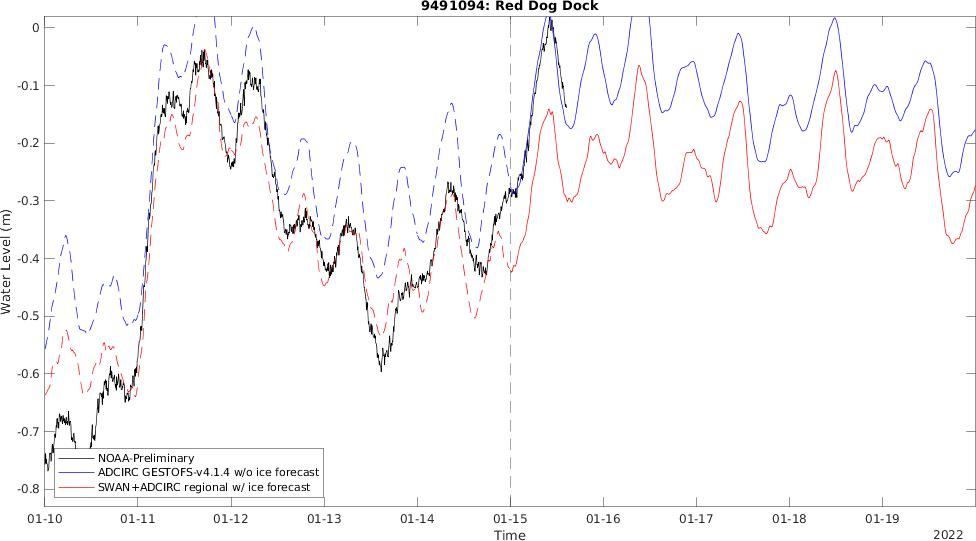 9491094: Red Dog Dock
0
-0.1
-0.2
-0.3
-0.4
-0.5
-0.6
-0.7
-0.8
Water Level (m)
NOAA-Preliminary
ADCIRC GESTOFS-v4.1.4 w/o ice forecast
SWAN+ADCIRC regional w/ ice forecast
01-10 01-11 01-12 01-13 01-14 01-15 01-16 01-17 01-18 01-19
Time
2022